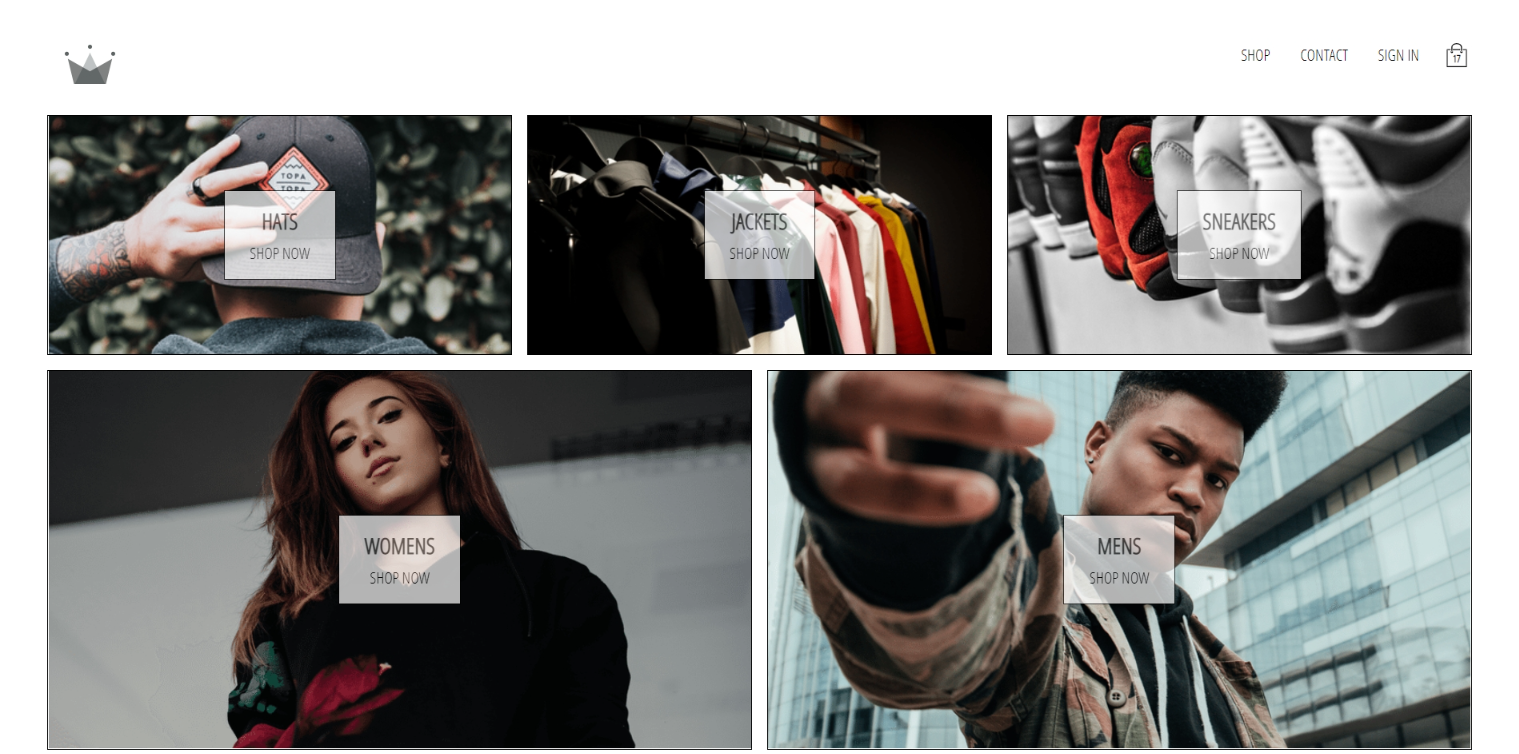 SHOP
CONTACT
SIGN IN
17
TOPA
TOPA
HATS
SHOP NOW
JACKETS
SHOP NOW
SNEAKERS
SHOP NOW
WOMENS
SHOP NOW
MENS
SHOP NOW